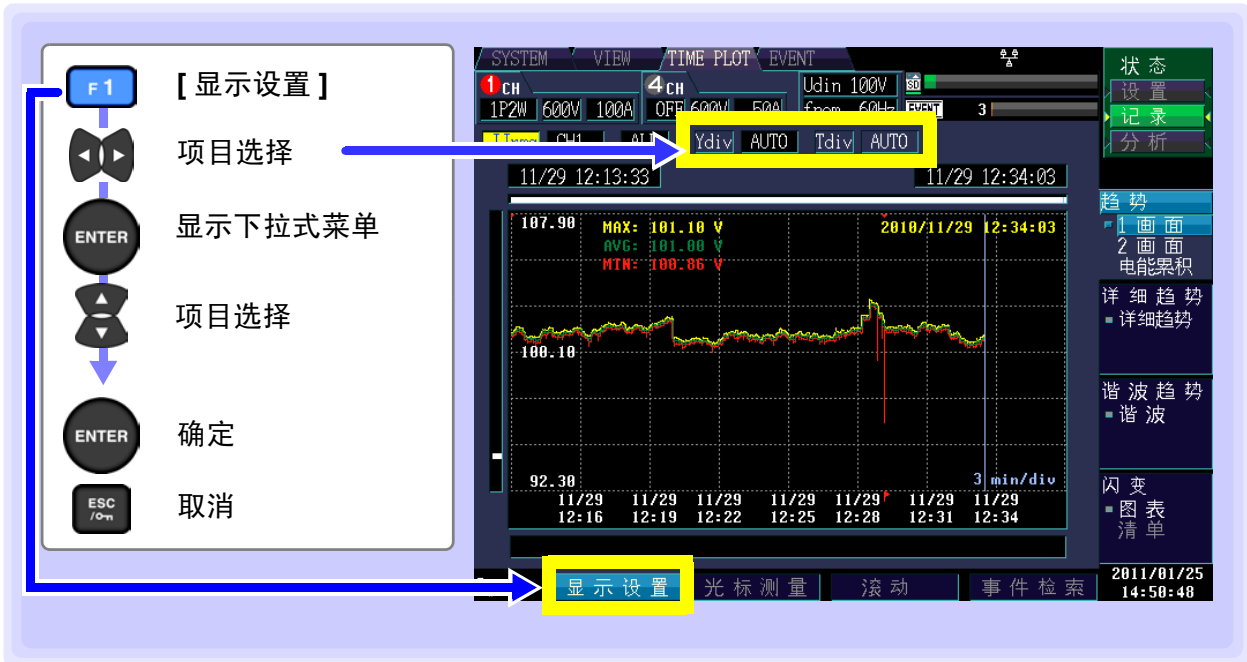 F1 [显示设置]
项目选择
ENTER 显示下拉式菜单
项目选择
ENTER 确定
ESC
/
取消
SYSTEM VIEW TIME PLOT EVENT
1CH 4CH Udin 100V SD
1P2W 600V 100A OFF 600V 50A 60Hz EVENT 3
CH1 Ydiv AUTO Tdiv AUTO
11/29 12:13:33 11/29 12:34:03
107.90 MAX: 101.10 V 2010/11/29 12:34:03
AVG: 101.00 V
MIN: 100.86 V
100.10
92.30 3 min/div
11/29 11/29 11/29 11/29 11/29 11/29 11/29
12:16 12:19 12:22 12:25 12:28 12:31 12:34
显示设置 光标测量 滚动 事件检索
状态
设置
记录
分析
趋势
1画面
2画面
电能累积
详细趋势
详细趋势
谐波趋势
谐波
闪变
图表
清单
2011/01/25
14:50:48